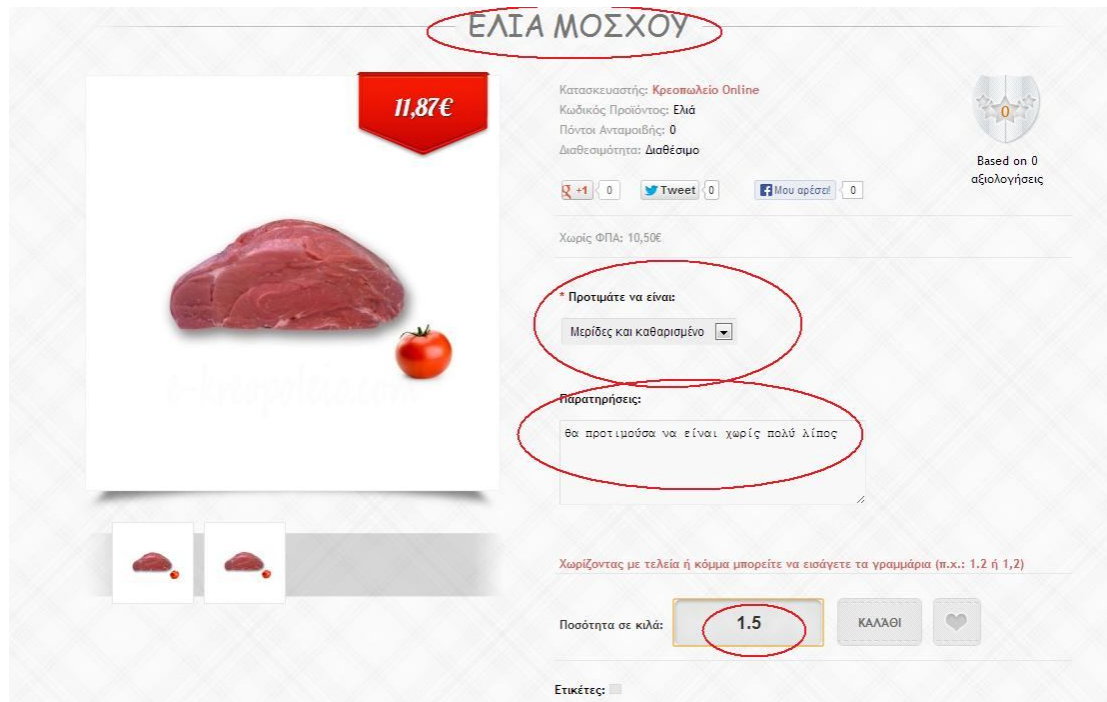 ΕΛΙΑ ΜΟΣΧΟΥ
11,87€
Κατασκευαστής: Κρεοπωλείο Online
Κωδικός Προϊόντος: Ελιά
Πόντοι Ανταμοιβής: 0
Διαθεσιμότητα: Διαθέσιμο
0
Based on 0
αξιολογήσεις
g +1 0
Tweet 0
Μου αρέσει! 0
Χωρίς ΦΠΑ: 10,50€
* Προτιμάτε να είναι:
Μερίδες και καθαρισμένο
e-kreopoleio.com
Παρατηρήσεις:
θα προτιμούσα να είναι χωρίς πολύ λίπος
Χωρίζοντας με τελεία ή κόμμα μπορείτε να εισάγετε τα γραμμάρια (π.χ.: 1.2 ή 1,2)
Ποσότητα σε κιλά: 1.5 ΚΑΛΆΘΙ
Ετικέτες: